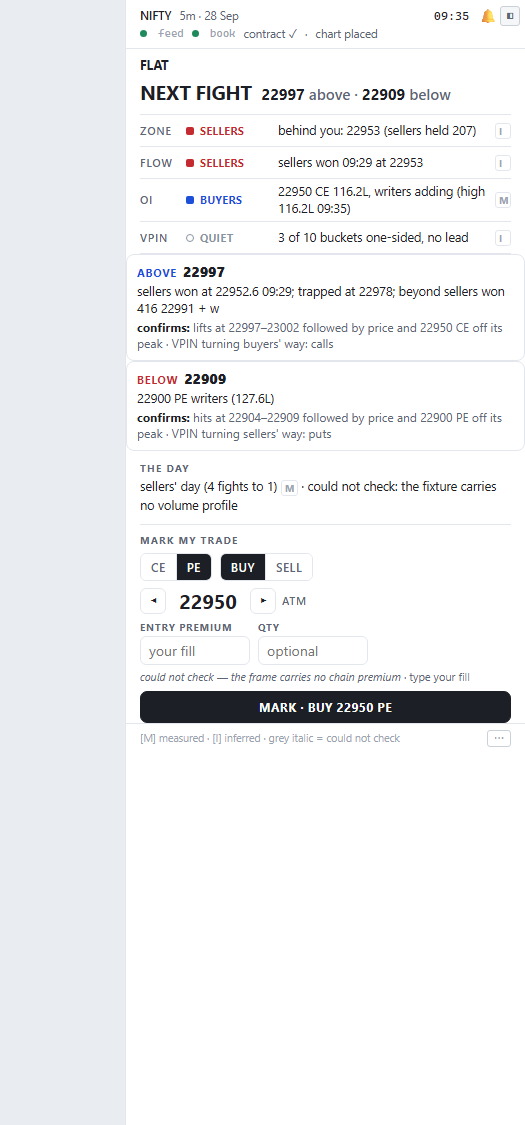 NIFTY 5m · 28 Sep 09:35
feed book contract ✓ · chart placed
FLAT
NEXT FIGHT 22997 above · 22909 below
ZONE SELLERS behind you: 22953 (sellers held 207) I
FLOW SELLERS sellers won 09:29 at 22953 I
OI BUYERS 22950 CE 116.2L, writers adding (high M
116.2L 09:35)
VPIN QUIET 3 of 10 buckets one-sided, no lead I
ABOVE 22997
sellers won at 22952.6 09:29; trapped at 22978; beyond sellers won
416 22991 + w
confirms: lifts at 22997–23002 followed by price and 22950 CE off its
peak · VPIN turning buyers' way: calls
BELOW 22909
22900 PE writers (127.6L)
confirms: hits at 22904–22909 followed by price and 22900 PE off its
peak · VPIN turning sellers' way: puts
THE DAY
sellers' day (4 fights to 1) M · could not check: the fixture carries
no volume profile
MARK MY TRADE
CE PE BUY SELL
◂ 22950 ▸ ATM
ENTRY PREMIUM QTY
your fill optional
could not check — the frame carries no chain premium · type your fill
MARK · BUY 22950 PE
[M] measured · [I] inferred · grey italic = could not check ⋯